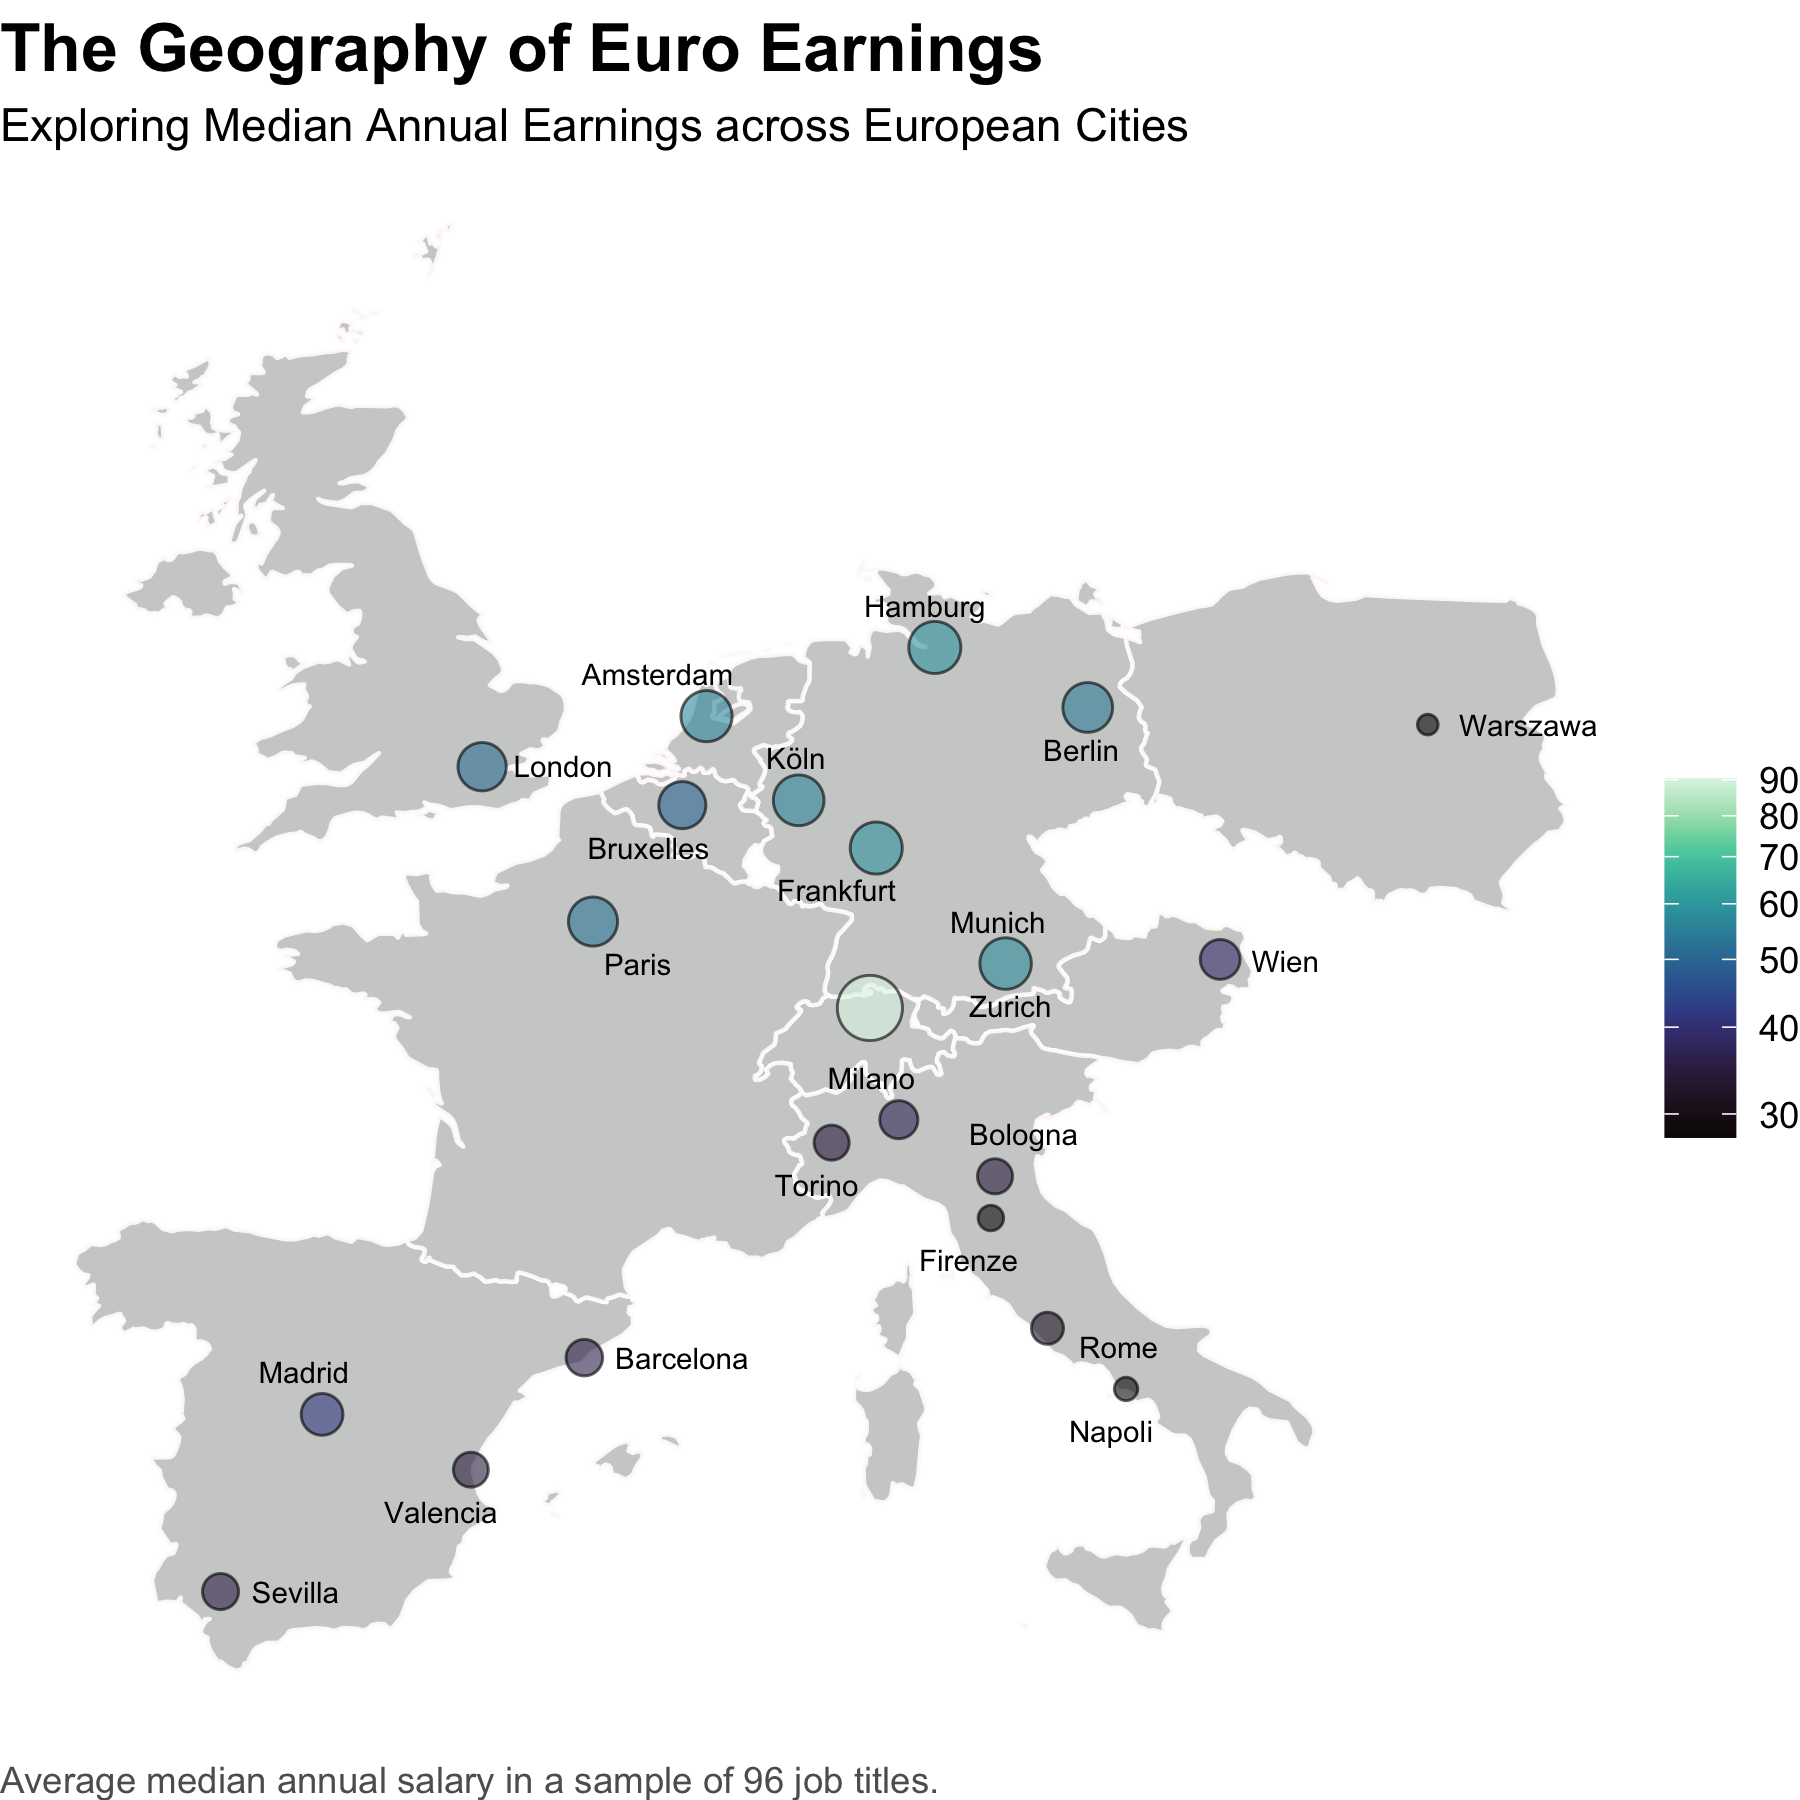 The Geography of Euro Earnings
Exploring Median Annual Earnings across European Cities
Hamburg
Amsterdam
Warszawa
Berlin
Köln
London
90
80
Bruxelles
70
Frankfurt
60
Munich
Paris
Wien
50
Zurich
40
Milano
30
Bologna
Torino
Firenze
Rome
Barcelona
Madrid
Napoli
Valencia
Sevilla
Average median annual salary in a sample of 96 job titles.